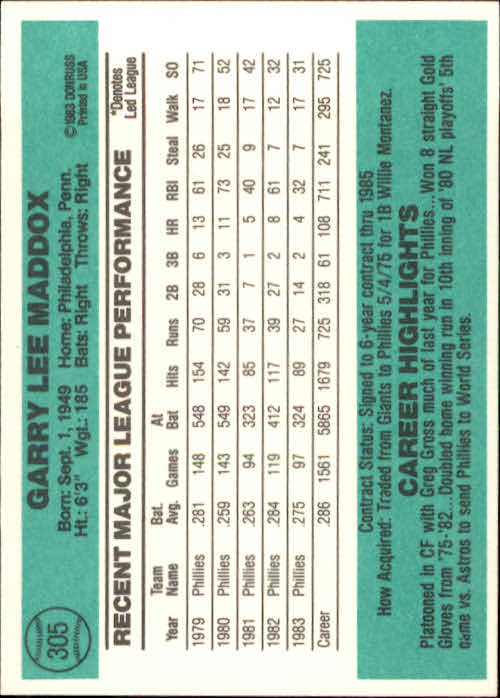 305
GARRY LEE MADDOX
©1983 DONRUSS
Printed in USA
Born: Sept. 1, 1949 Home: Philadelphia, Penn.
Ht.: 6'3" Wgt.: 185 Bats: Right Throws: Right
RECENT MAJOR LEAGUE PERFORMANCE
*Denotes
Led League
Year Team Name Bat. Avg. Games At Bat Hits Runs 2B 3B HR RBI Steal Walk SO
1979 Phillies .281 148 548 154 70 28 6 13 61 26 17 71
1980 Phillies .259 143 549 142 59 31 3 11 73 25 18 52
1981 Phillies .263 94 323 85 37 7 1 5 40 9 17 42
1982 Phillies .284 119 412 117 39 27 2 8 61 7 12 32
1983 Phillies .275 97 324 89 27 14 2 4 32 7 17 31
Career .286 1561 5865 1679 725 318 61 108 711 241 295 725
Contract Status: Signed to 6-year contract thru 1985
How Acquired: Traded from Giants to Phillies 5/4/75 for 1B Willie Montanez.
CAREER HIGHLIGHTS
Platooned in CF with Greg Gross much of last year for Phillies...Won 8 straight Gold
Gloves from '75-'82...Doubled home winning run in 10th inning of '80 NL playoffs' 5th
game vs. Astros to send Phillies to World Series.